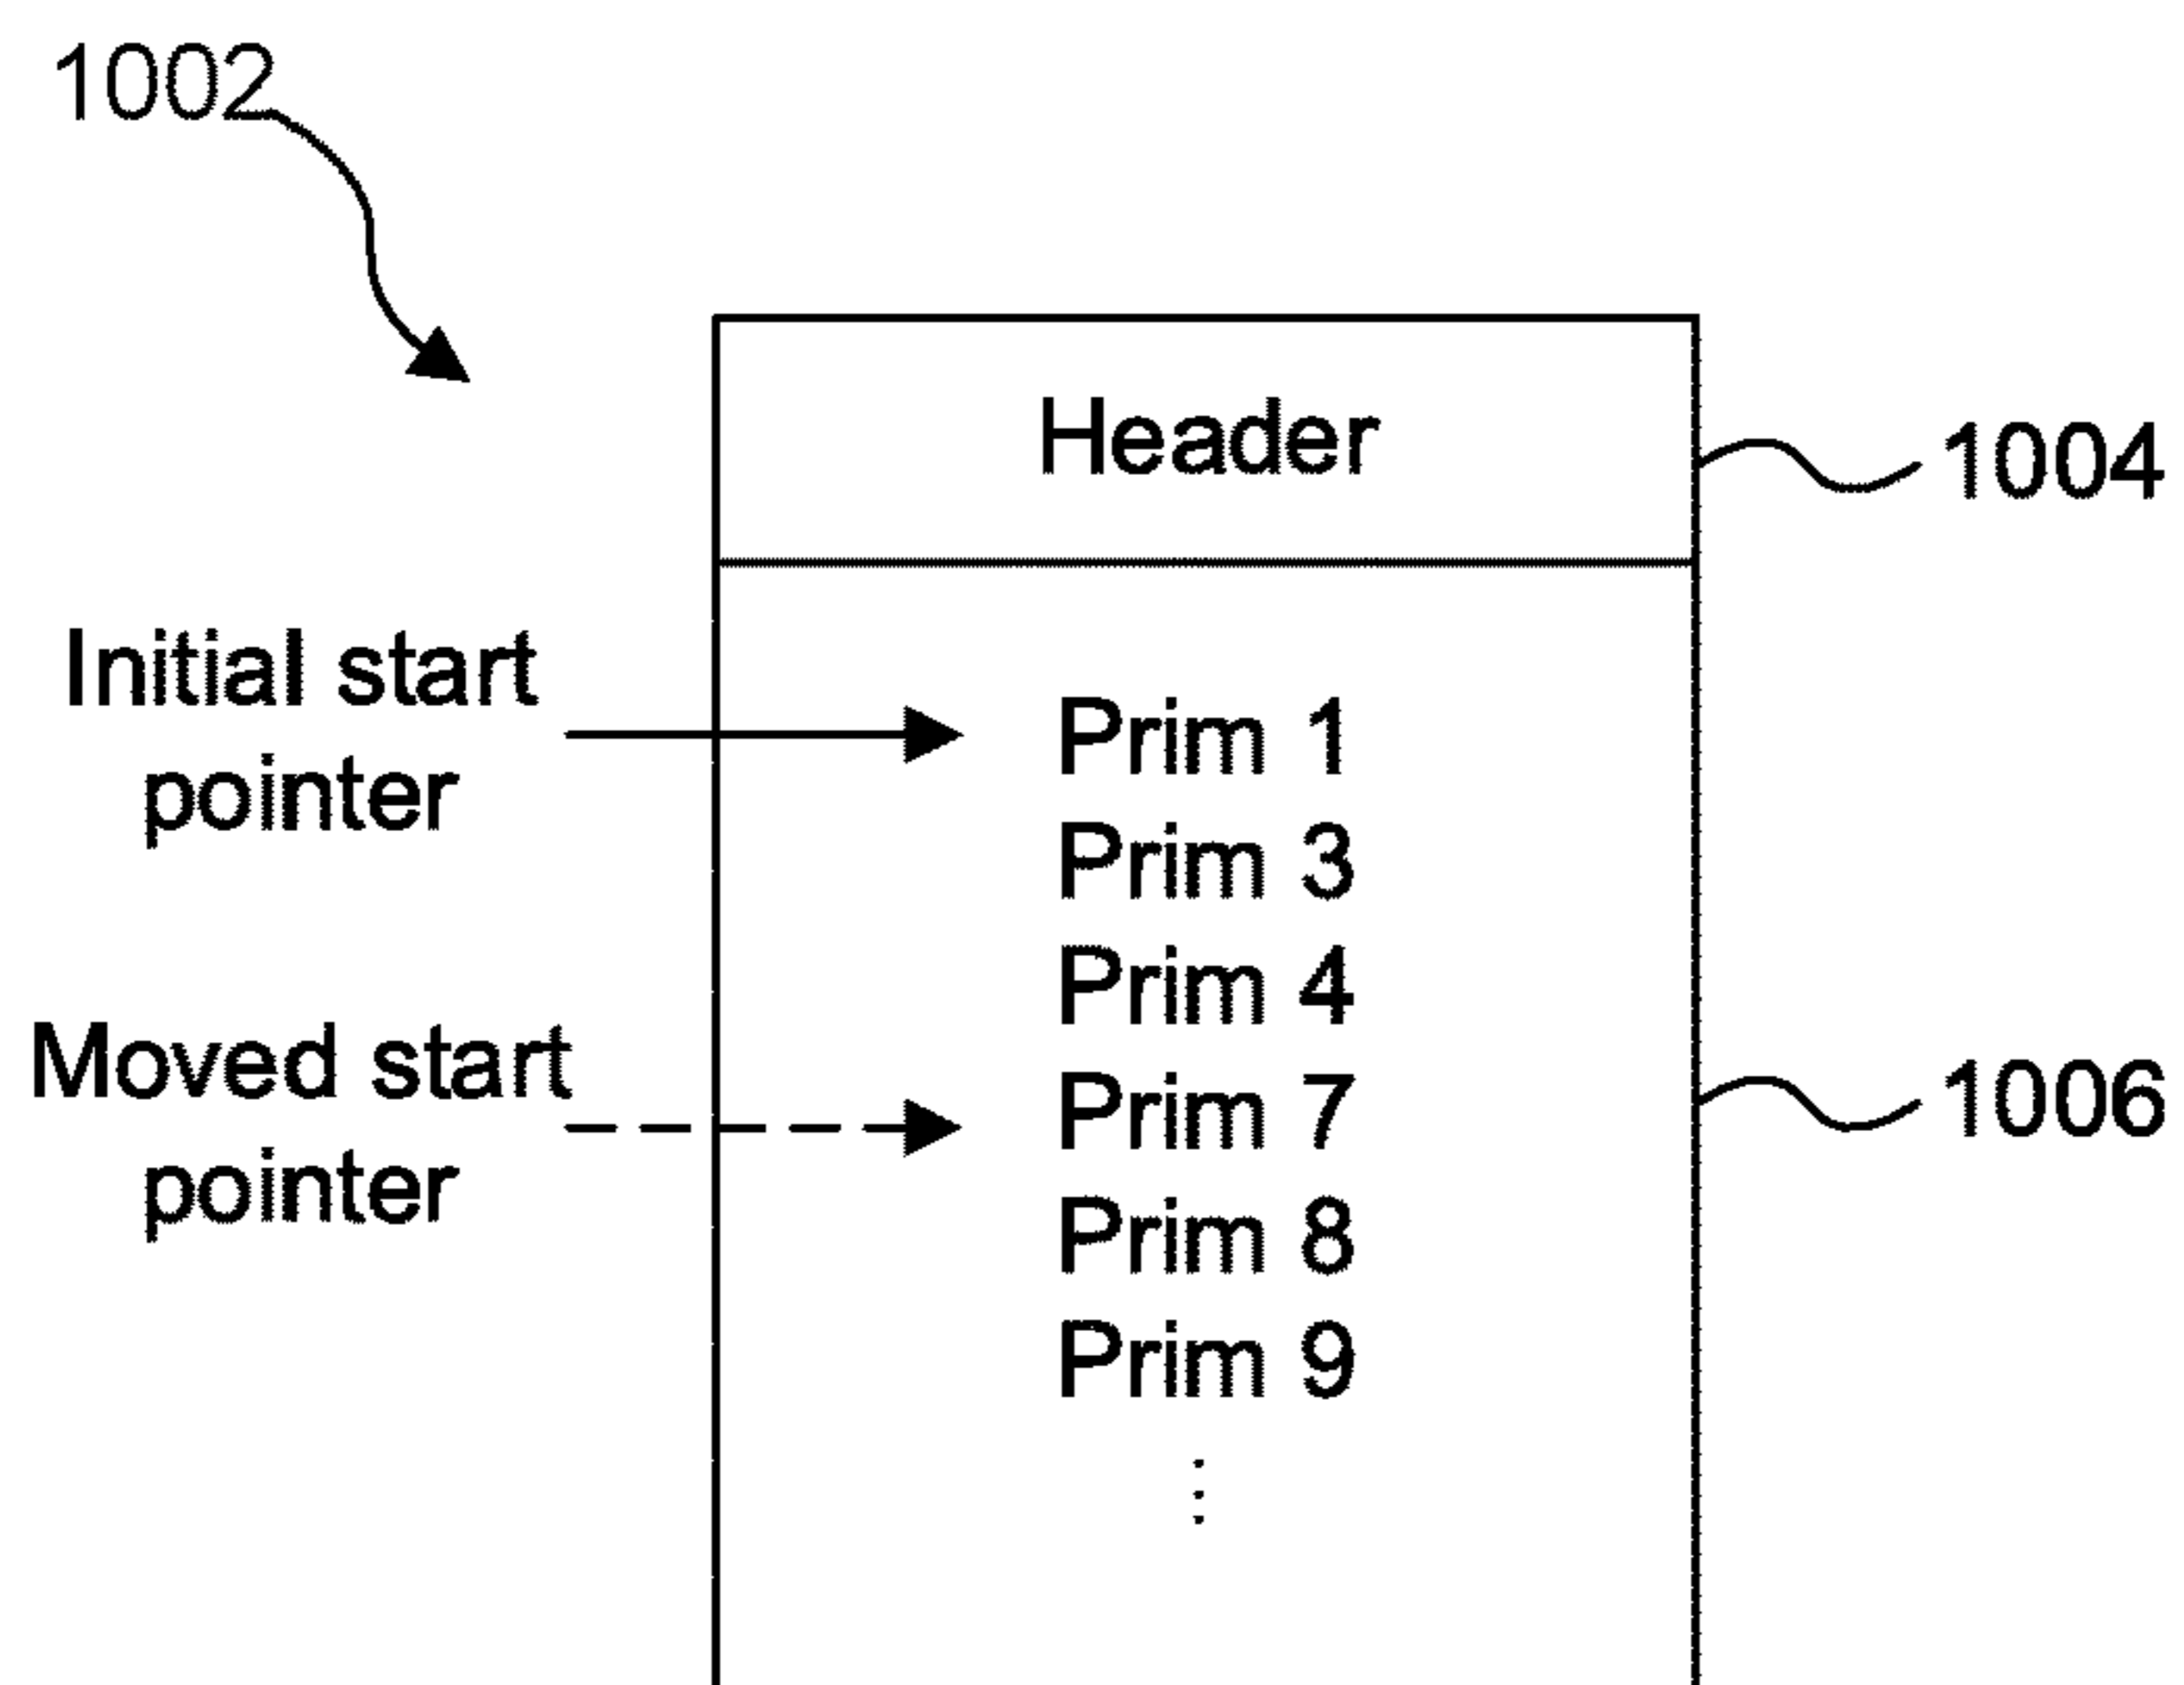 1002
Header
1004
Initial start
pointer
Prim 1
Prim 3
Prim 4
Moved start
pointer
Prim 7
1006
Prim 8
Prim 9